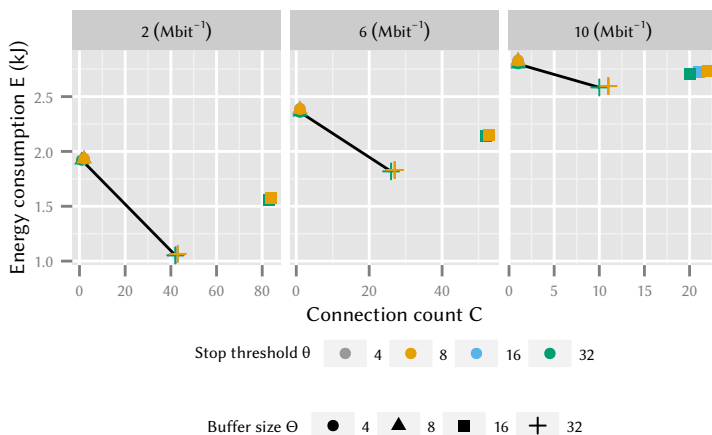 2 (Mbit⁻¹) 6 (Mbit⁻¹) 10 (Mbit⁻¹)
Energy consumption E (kJ)
2.5
2.0
1.5
1.0
0 20 40 60 80 0 20 40 0 5 10 15 20
Connection count C
Stop threshold θ 4 8 16 32
Buffer size Θ 4 8 16 32